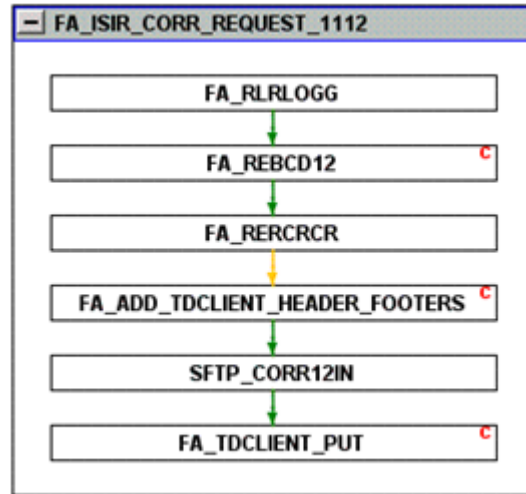 FA_ISIR_CORR_REQUEST_1112
FA_RLRLOGG
FA_REBCD12 C
FA_RERCRCR
FA_ADD_TDCLIENT_HEADER_FOOTERS C
SFTP_CORR12IN
FA_TDCLIENT_PUT C